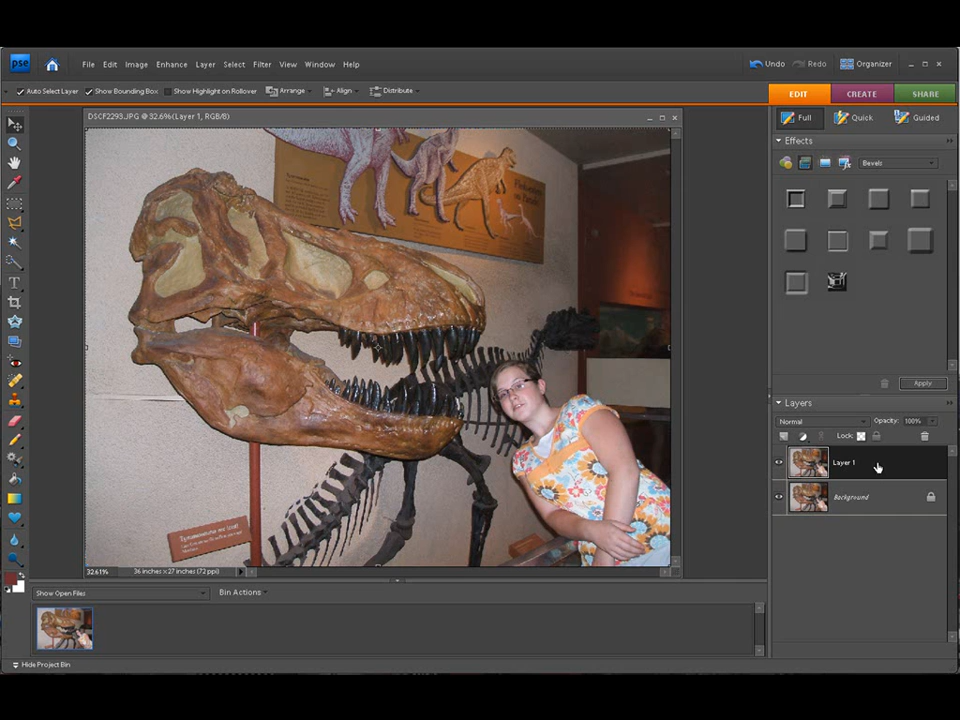 pse File Edit Image Enhance Layer Select Filter View Window Help Undo Redo Organizer
Auto Select Layer Show Bounding Box Show Highlight on Rollover Arrange Align Distribute EDIT CREATE SHARE
DSCF2293.JPG @ 32.6%(Layer 1, RGB/8)
Full Quick Guided
Effects
Bevels
Apply
Layers
Normal Opacity: 100%
Lock:
Layer 1
Background
32.61% 36 inches x 27 inches (72 ppi)
Show Open Files Bin Actions
Hide Project Bin